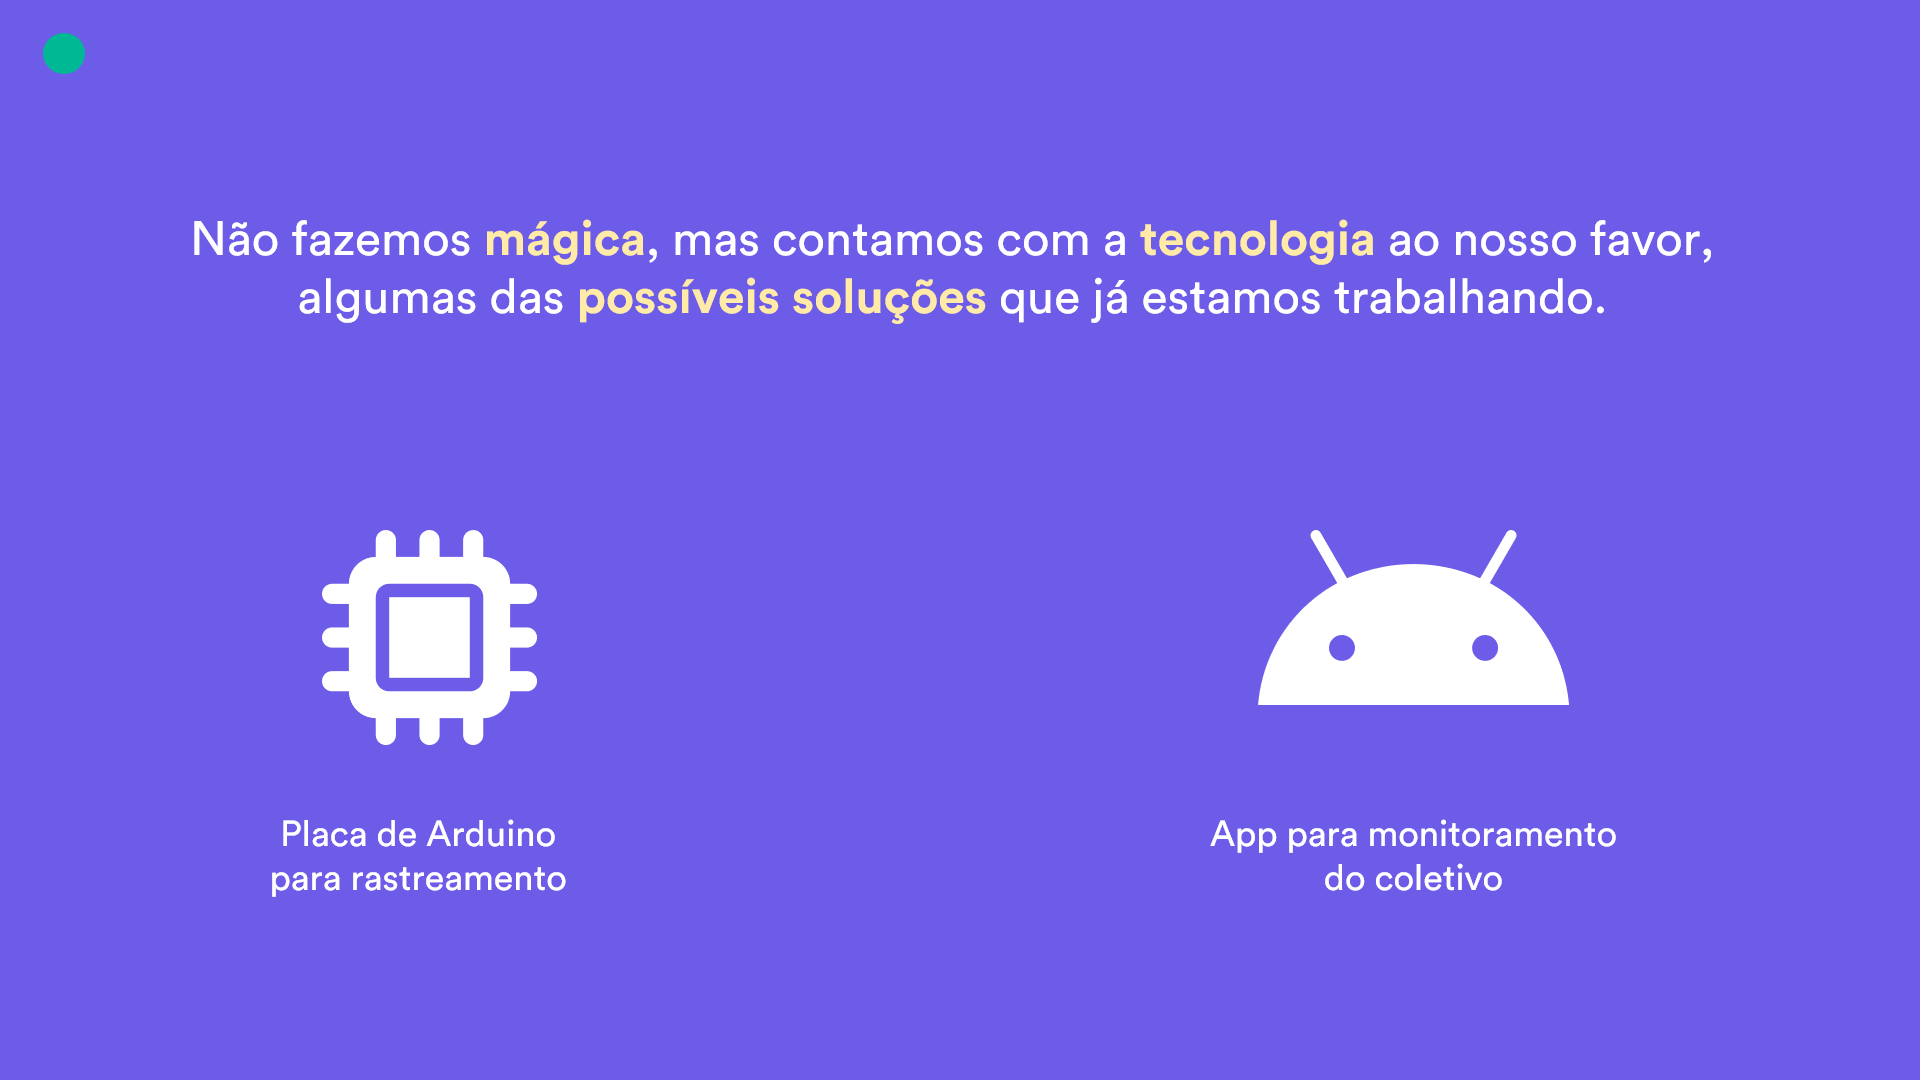 Não fazemos mágica, mas contamos com a tecnologia ao nosso favor,
algumas das possíveis soluções que já estamos trabalhando.
Placa de Arduino
para rastreamento
App para monitoramento
do coletivo